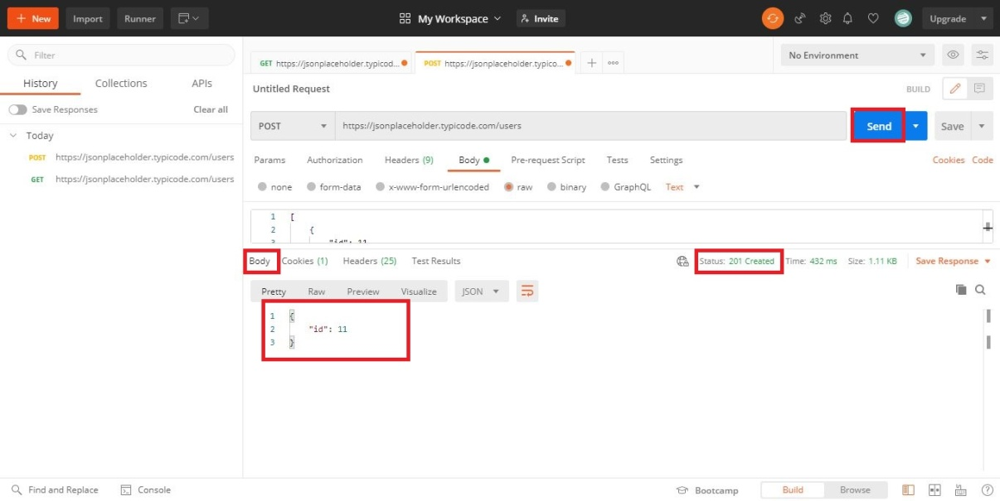 + New Import Runner My Workspace Invite Upgrade
Filter
History Collections APIs
Save Responses Clear all
Today
POST https://jsonplaceholder.typicode.com/users
GET https://jsonplaceholder.typicode.com/users
GET https://jsonplaceholder.typicod... POST https://jsonplaceholder.typico... + ooo No Environment
Untitled Request BUILD
POST https://jsonplaceholder.typicode.com/users Send Save
Params Authorization Headers (9) Body Pre-request Script Tests Settings Cookies Code
none form-data x-www-form-urlencoded raw binary GraphQL Text
1 [
2 {
3 "id": 11
Body Cookies (1) Headers (25) Test Results Status: 201 Created Time: 432 ms Size: 1.11 KB Save Response
Pretty Raw Preview Visualize JSON
1 {
2 "id": 11
3 }
Find and Replace Console Bootcamp Build Browse ?